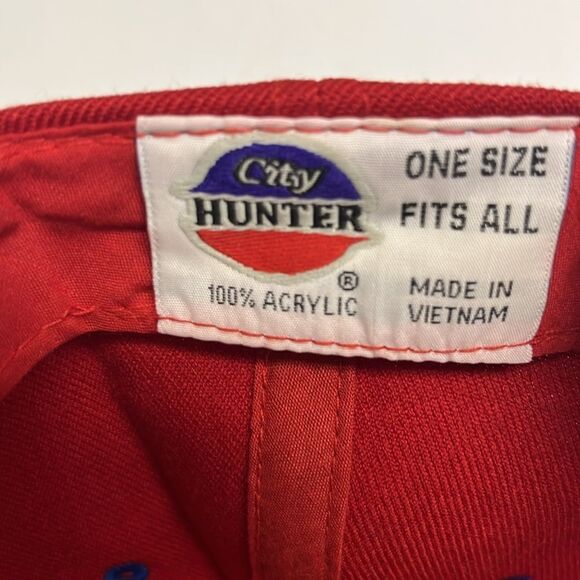 City
HUNTER
®
100% ACRYLIC
ONE SIZE
FITS ALL
MADE IN
VIETNAM